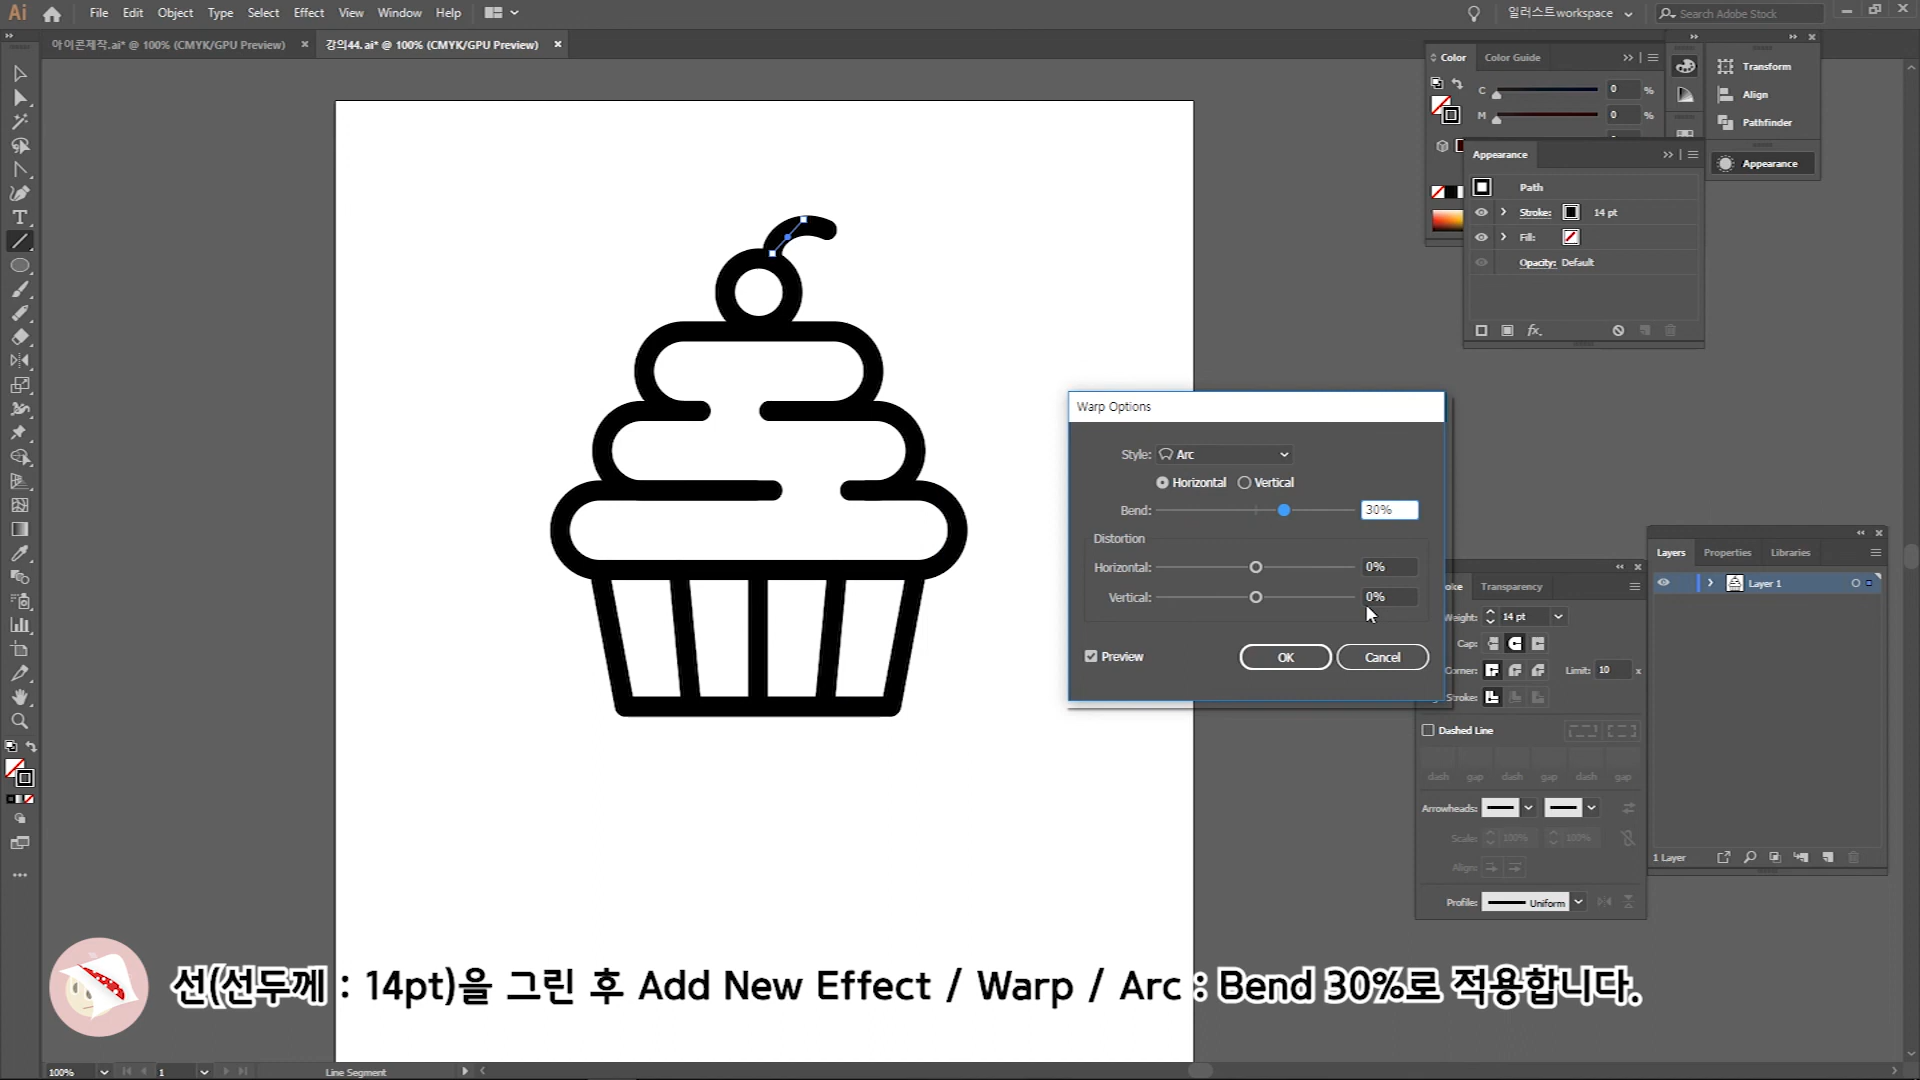 Ai File Edit Object Type Select Effect View Window Help 일러스트workspace Search Adobe Stock
아이콘제작.ai* @ 100% (CMYK/GPU Preview) × 강의44.ai* @ 100% (CMYK/GPU Preview) ×
Color Color Guide
C 0 %
M 0 %
Transform
Align
Pathfinder
Appearance
Appearance
Path
Stroke: 14 pt
Fill:
Opacity: Default
fx
Warp Options
Style: Arc
Horizontal Vertical
Bend: 30%
Distortion
Horizontal: 0%
Vertical: 0%
Preview OK Cancel
Transparency
Weight: 14 pt
Cap:
Corner: Limit: 10 x
Stroke:
Dashed Line
dash gap dash gap dash gap
Arrowheads:
Scale: 100% 100%
Align:
Profile: Uniform
Layers Properties Libraries
Layer 1
1 Layer
선(선두께 : 14pt)을 그린 후 Add New Effect / Warp / Arc : Bend 30%로 적용합니다.
100% 1 Line Segment